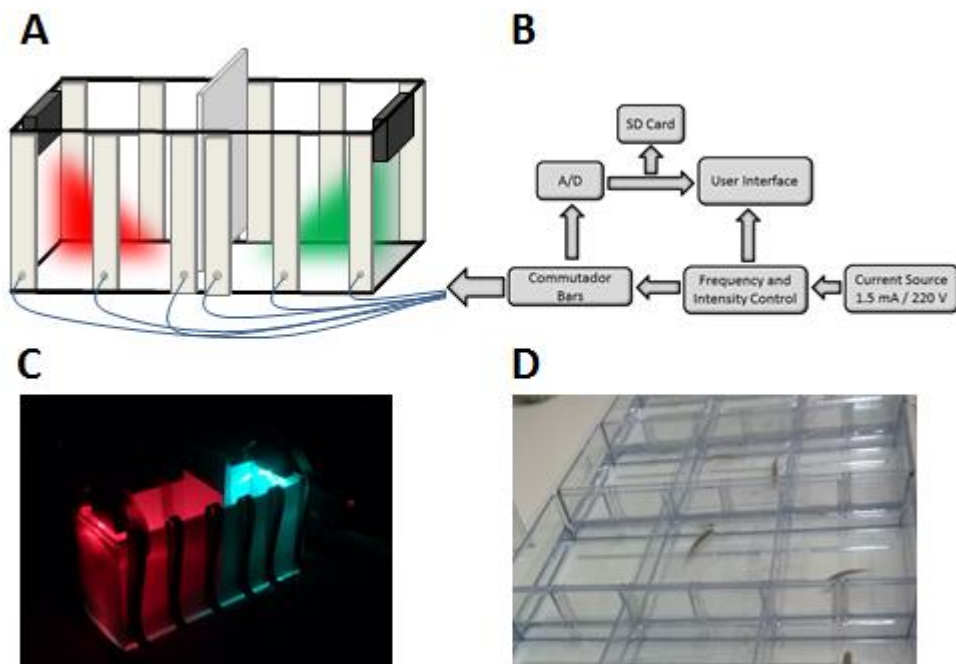 A
B
SD Card
A/D
User Interface
Commutador
Bars
Frequency and
Intensity Control
Current Source
1.5 mA / 220 V
C
D